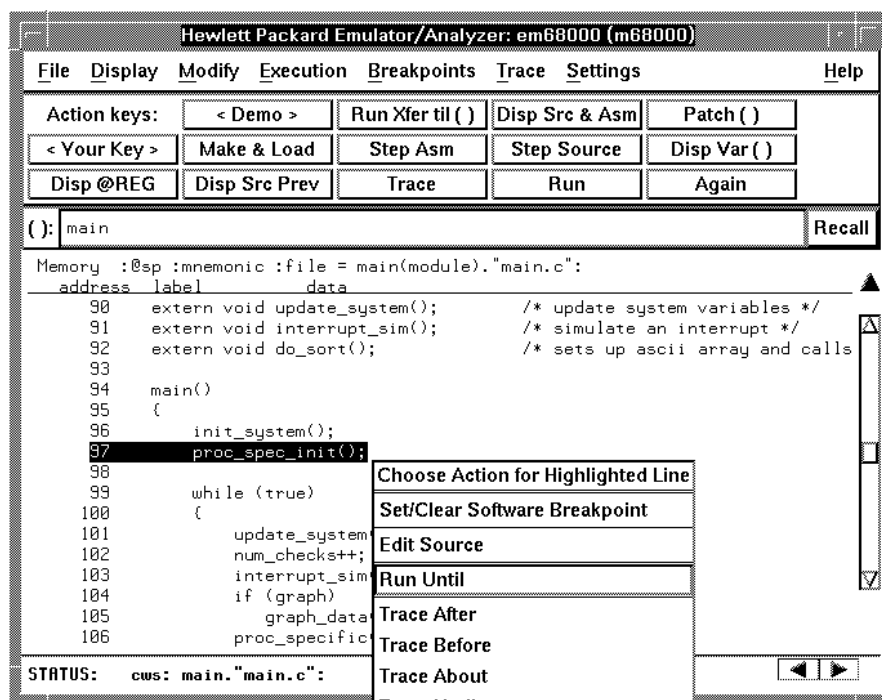 Hewlett Packard Emulator/Analyzer: em68000 (m68000)
File Display Modify Execution Breakpoints Trace Settings Help
Action keys: < Demo > Run Xfer til ( ) Disp Src & Asm Patch ( )
< Your Key > Make & Load Step Asm Step Source Disp Var ( )
Disp @REG Disp Src Prev Trace Run Again
( ): main Recall
Memory :@sp :mnemonic :file = main(module)."main.c":
address label data
90 extern void update_system(); /* update system variables */
91 extern void interrupt_sim(); /* simulate an interrupt */
92 extern void do_sort(); /* sets up ascii array and calls
93
94 main()
95 {
96 init_system();
97 proc_spec_init();
98
Choose Action for Highlighted Line
99 while (true)
100 {
Set/Clear Software Breakpoint
101 update_system
102 num_checks++;
Edit Source
103 interrupt_sim
Run Until
104 if (graph)
105 graph_data
Trace After
106 proc_specific
Trace Before
STATUS: cws: main."main.c":
Trace About